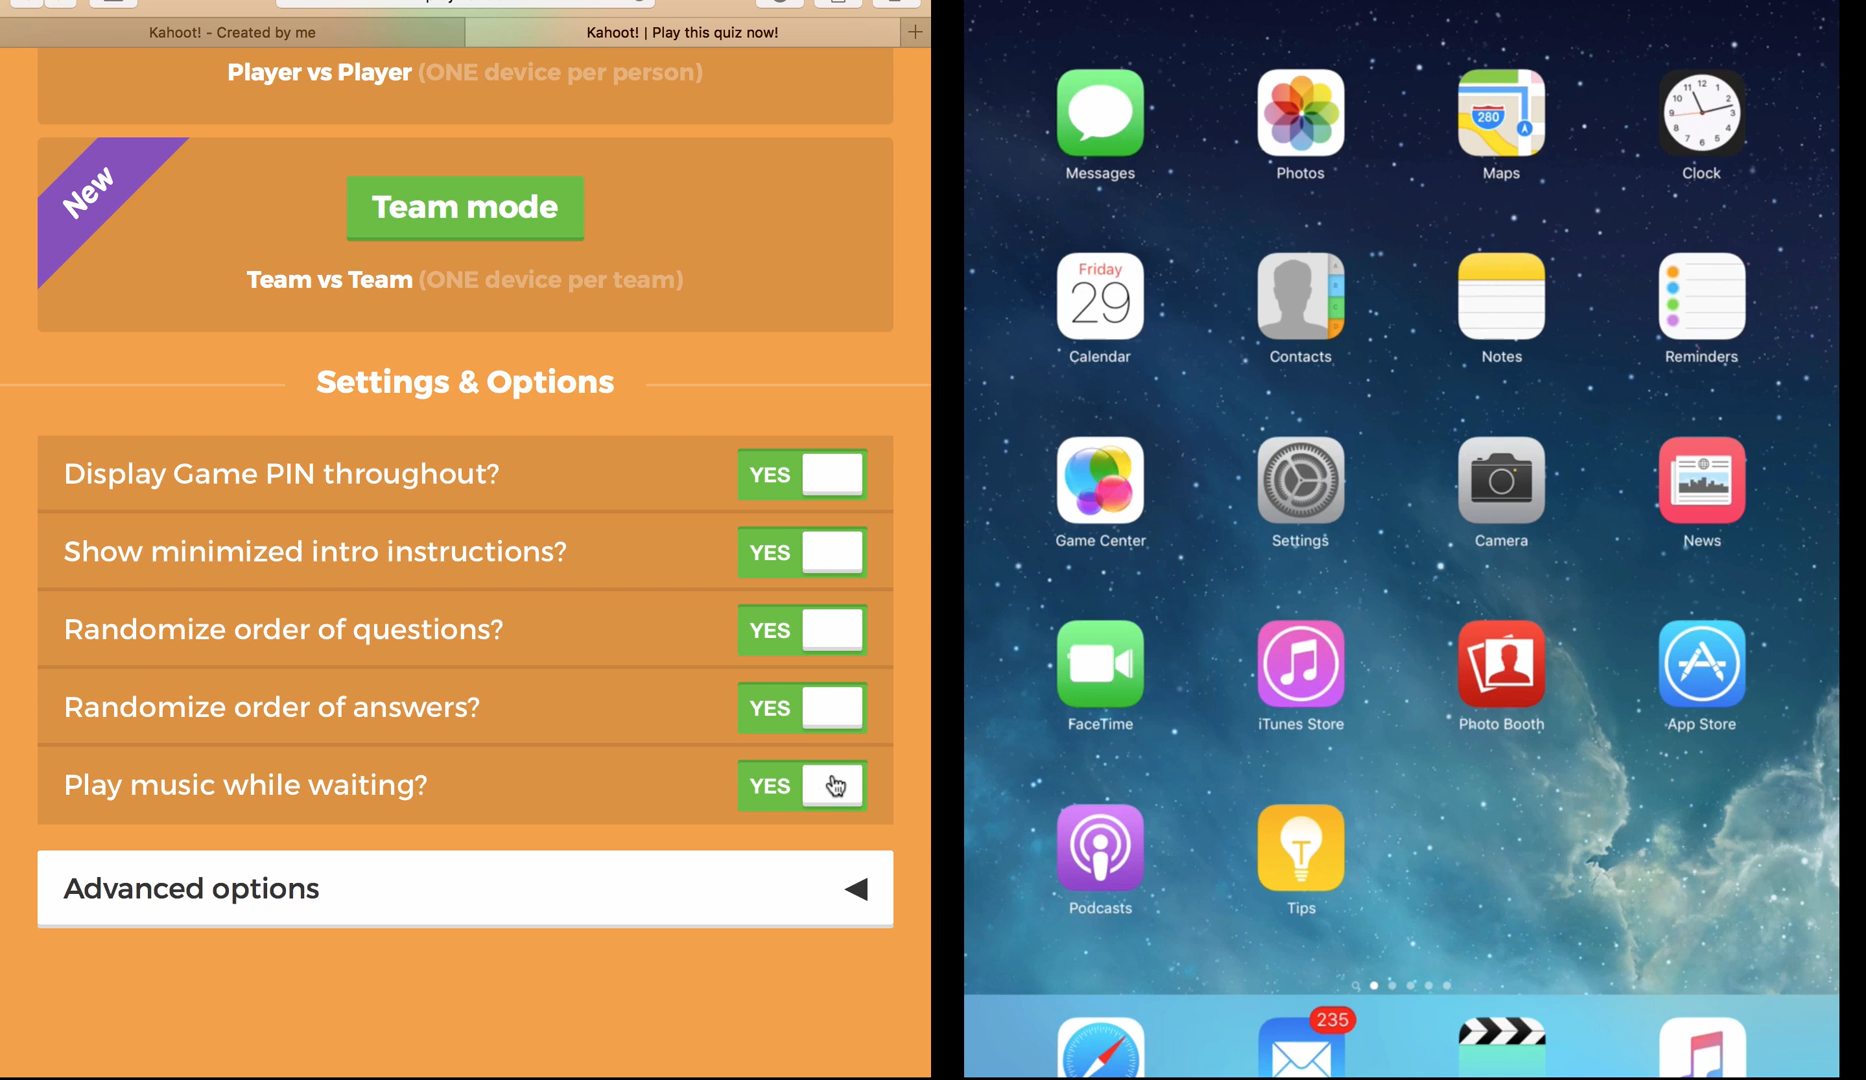 Kahoot! - Created by me
Kahoot! | Play this quiz now!
Player vs Player (ONE device per person)
New
Team mode
Team vs Team (ONE device per team)
Settings & Options
Display Game PIN throughout? YES
Show minimized intro instructions? YES
Randomize order of questions? YES
Randomize order of answers? YES
Play music while waiting? YES
Advanced options
280
Messages
Photos
Maps
Clock
Friday
29
Calendar
Contacts
Notes
Reminders
Game Center
Settings
Camera
News
FaceTime
iTunes Store
Photo Booth
App Store
Podcasts
Tips
235